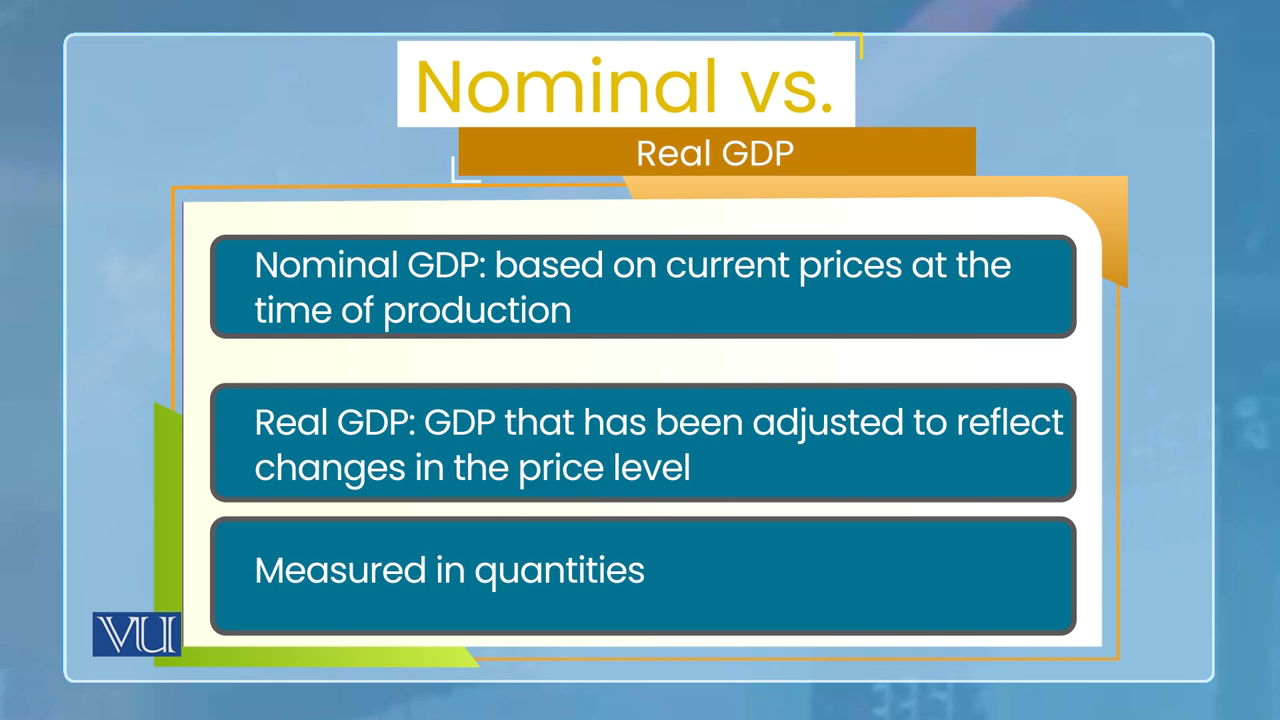 Nominal vs.
Real GDP
Nominal GDP: based on current prices at the
time of production
Real GDP: GDP that has been adjusted to reflect
changes in the price level
Measured in quantities
VU